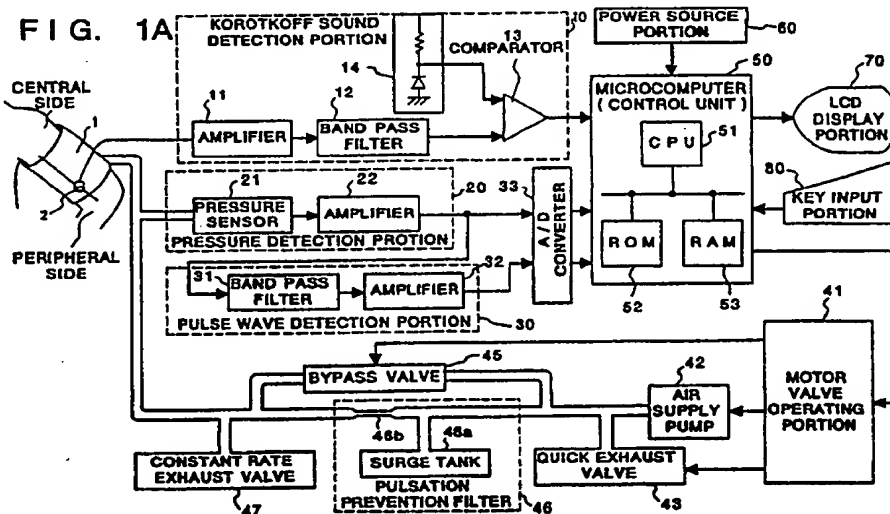 FIG. 1A
KOROTKOFF SOUND
DETECTION PORTION
10
13
COMPARATOR
14
POWER SOURCE
PORTION
60
CENTRAL
SIDE
1
2
PERIPHERAL
SIDE
11
AMPLIFIER
12
BAND PASS
FILTER
50
MICROCOMPUTER
(CONTROL UNIT)
CPU
51
ROM
52
RAM
53
70
LCD
DISPLAY
PORTION
80
KEY INPUT
PORTION
21
PRESSURE
SENSOR
22
AMPLIFIER
20
PRESSURE DETECTION PROTION
33
A/D
CONVERTER
31
BAND PASS
FILTER
32
AMPLIFIER
PULSE WAVE DETECTION PORTION
30
45
BYPASS VALVE
41
MOTOR
VALVE
OPERATING
PORTION
42
AIR
SUPPLY
PUMP
46b
46a
SURGE TANK
PULSATION
PREVENTION FILTER
46
CONSTANT RATE
EXHAUST VALVE
47
QUICK EXHAUST
VALVE
43